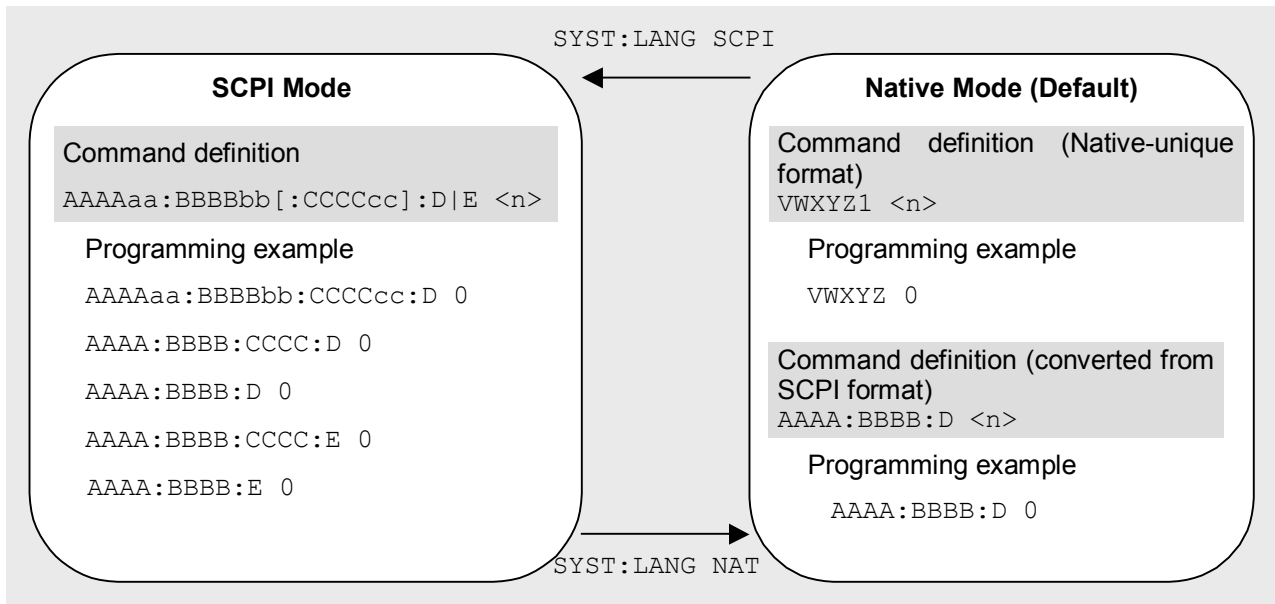 SYST:LANG SCPI
SCPI Mode
Command definition
AAAAaa:BBBBbb[:CCCCcc]:D|E <n>
Programming example
AAAAaa:BBBBbb:CCCCcc:D 0
AAAA:BBBB:CCCC:D 0
AAAA:BBBB:D 0
AAAA:BBBB:CCCC:E 0
AAAA:BBBB:E 0
Native Mode (Default)
Command definition (Native-unique
format)
VWXYZ1 <n>
Programming example
VWXYZ 0
Command definition (converted from
SCPI format)
AAAA:BBBB:D <n>
Programming example
AAAA:BBBB:D 0
SYST:LANG NAT